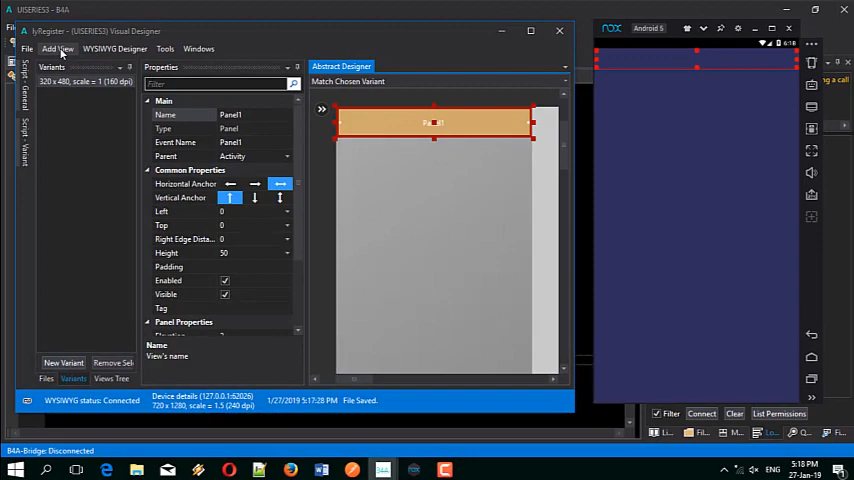 UISERIES3 - B4A
lyRegister - (UISERIES3) Visual Designer
File Add View WYSIWYG Designer Tools Windows
Variants
320 x 480, scale = 1 (160 dpi)
Script - General
Script - Variant
New Variant Remove Sel
Files Variants Views Tree
Properties
Filter
Main
Name Panel1
Type Panel
Event Name Panel1
Parent Activity
Common Properties
Horizontal Anchor
Vertical Anchor
Left 0
Top 0
Right Edge Dista... 0
Height 50
Padding
Enabled
Visible
Tag
Panel Properties
Name
View's name
Abstract Designer
Match Chosen Variant
Panel1
WYSIWYG status: Connected
Device details (127.0.0.1:62026)
720 x 1280, scale = 1.5 (240 dpi)
1/27/2019 5:17:28 PM File Saved.
nox Android 5
6:18
g a call
Filter Connect Clear List Permissions
Li... Fil... M... Lo... Q... Fi...
B4A-Bridge: Disconnected
ENG
5:18 PM
27-Jan-19